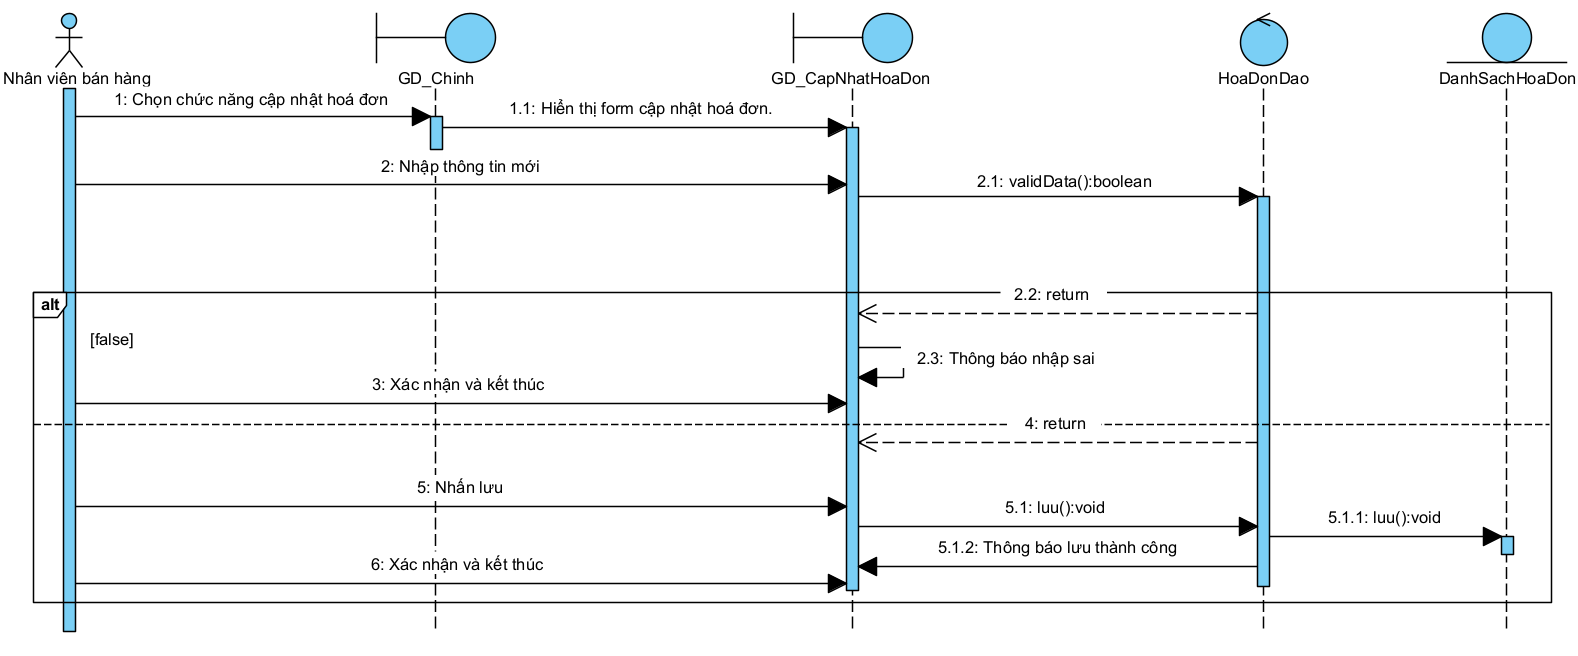 Nhân viên bán hàng
GD_Chinh
GD_CapNhatHoaDon
HoaDonDao
DanhSachHoaDon
1: Chọn chức năng cập nhật hoá đơn
1.1: Hiển thị form cập nhật hoá đơn.
2: Nhập thông tin mới
2.1: validData():boolean
alt
2.2: return
[false]
2.3: Thông báo nhập sai
3: Xác nhận và kết thúc
4: return
5: Nhấn lưu
5.1: luu():void
5.1.1: luu():void
5.1.2: Thông báo lưu thành công
6: Xác nhận và kết thúc